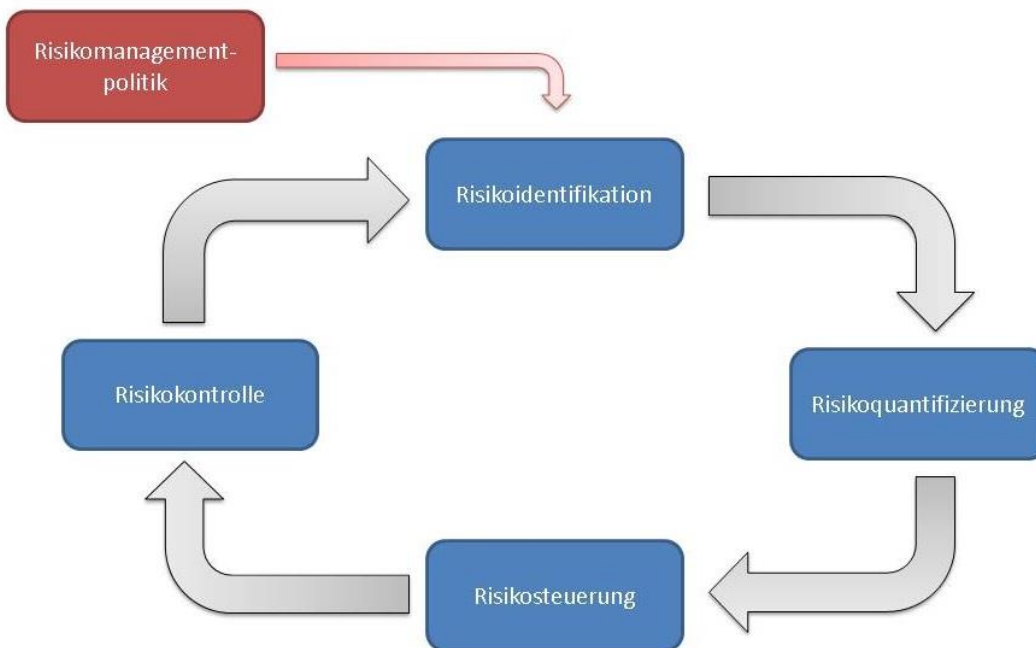 Risikomanagement-
politik
Risikoidentifikation
Risikokontrolle
Risikoquantifizierung
Risikosteuerung